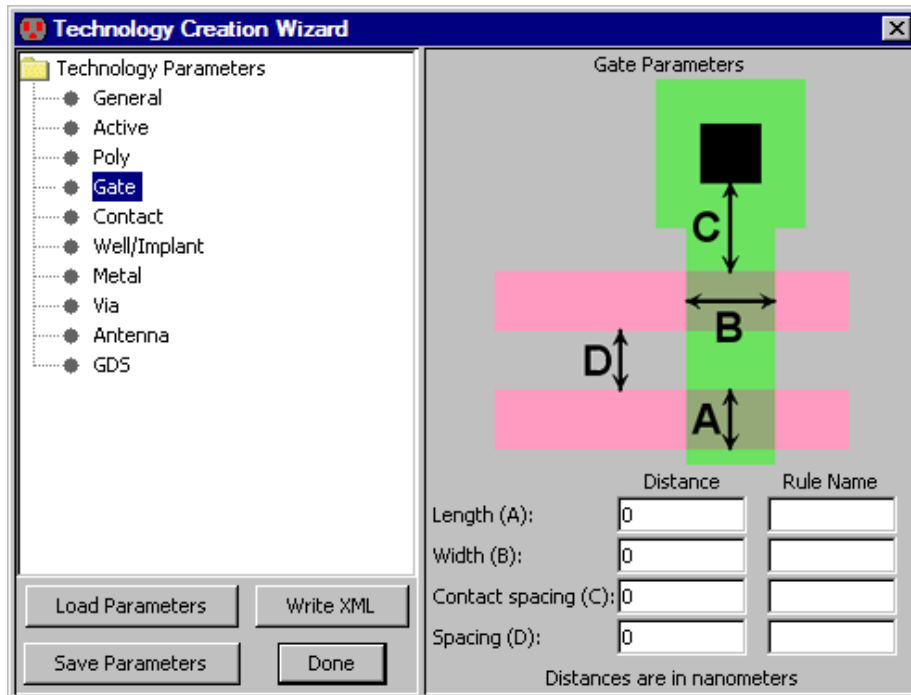 Technology Creation Wizard
Technology Parameters
General
Active
Poly
Gate
Contact
Well/Implant
Metal
Via
Antenna
GDS
Load Parameters
Write XML
Save Parameters
Done
Gate Parameters
C
B
D
A
Distance Rule Name
Length (A): 0
Width (B): 0
Contact spacing (C): 0
Spacing (D): 0
Distances are in nanometers